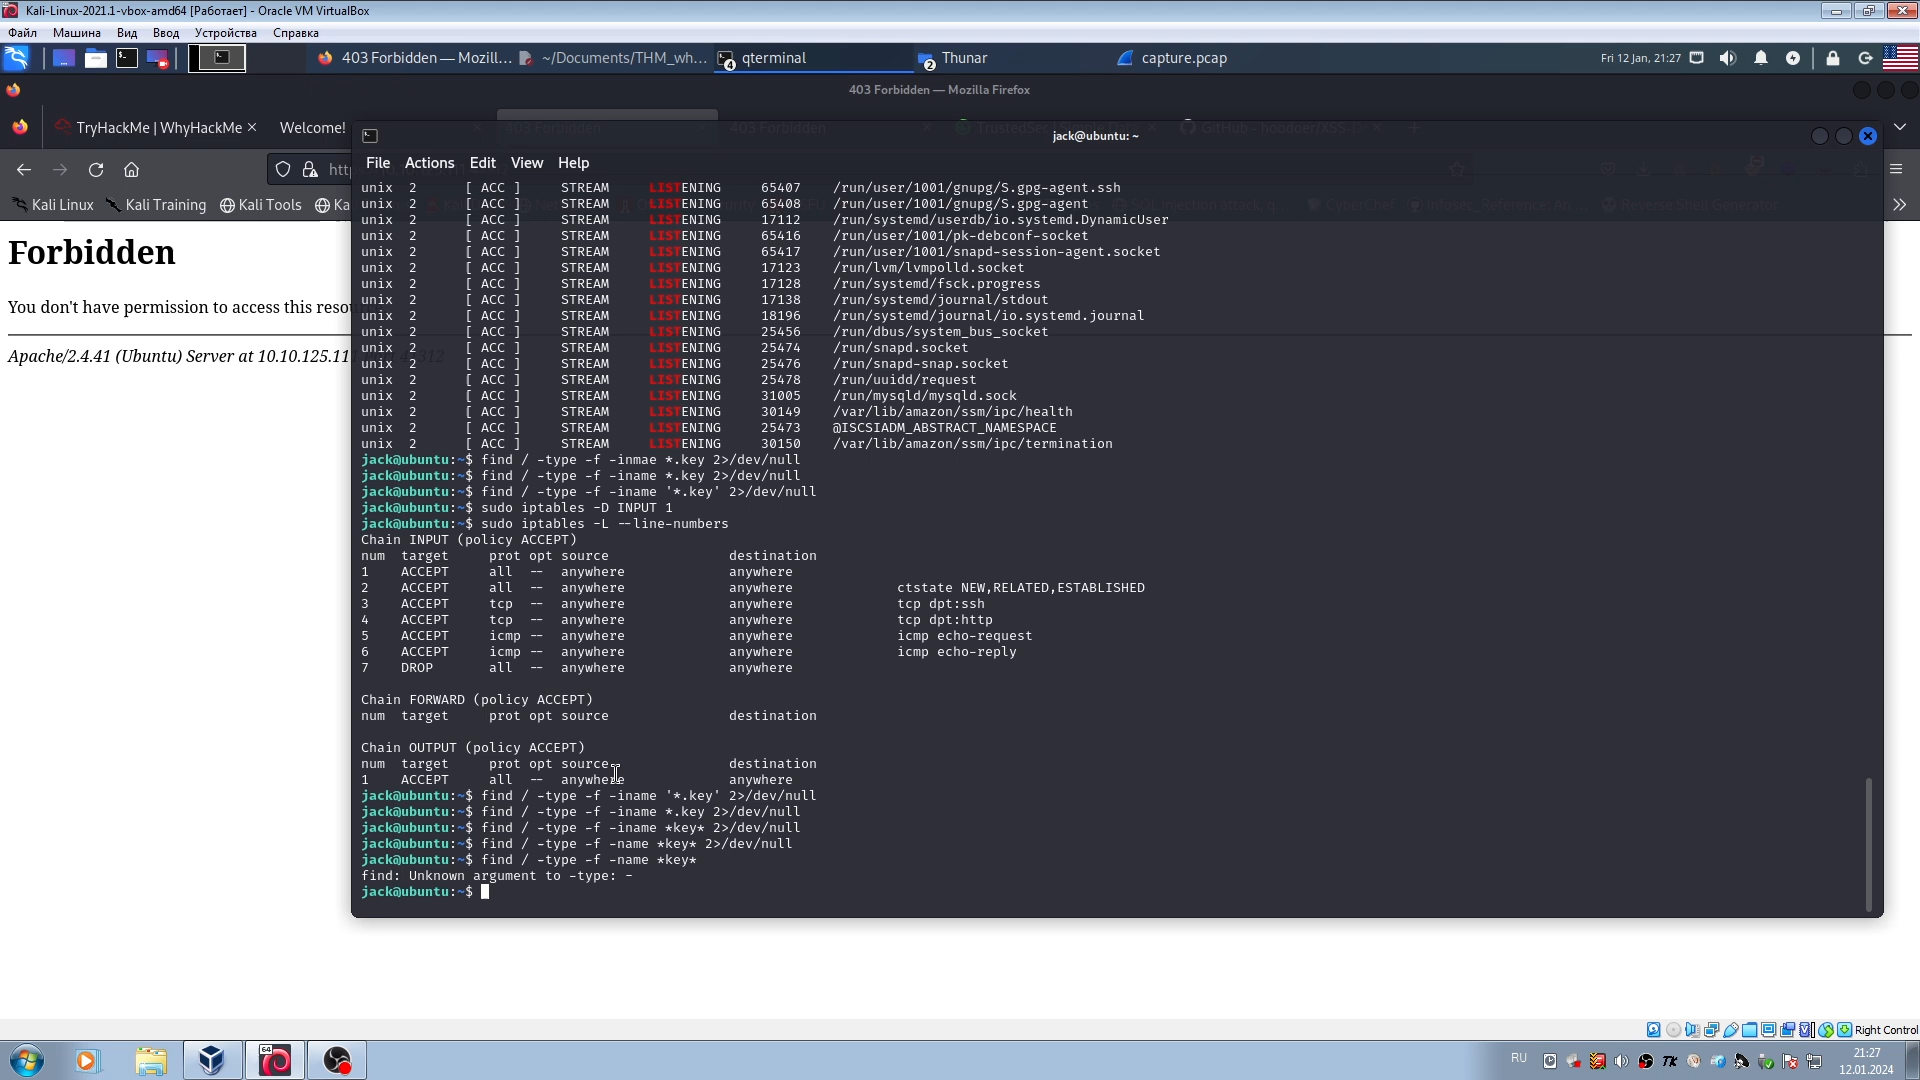 Kali-Linux-2021.1-vbox-amd64 [Работает] - Oracle VM VirtualBox
Файл Машина Вид Ввод Устройства Справка
403 Forbidden — Mozill... ~/Documents/THM_wh... 4 qterminal 2 Thunar capture.pcap Fri 12 Jan, 21:27
403 Forbidden — Mozilla Firefox
TryHackMe | WhyHackMe Welcome!
jack@ubuntu: ~
File Actions Edit View Help
Kali Linux Kali Training Kali Tools
unix 2 [ ACC ] STREAM LISTENING 65407 /run/user/1001/gnupg/S.gpg-agent.ssh
unix 2 [ ACC ] STREAM LISTENING 65408 /run/user/1001/gnupg/S.gpg-agent
unix 2 [ ACC ] STREAM LISTENING 17112 /run/systemd/userdb/io.systemd.DynamicUser
unix 2 [ ACC ] STREAM LISTENING 65416 /run/user/1001/pk-debconf-socket
unix 2 [ ACC ] STREAM LISTENING 65417 /run/user/1001/snapd-session-agent.socket
unix 2 [ ACC ] STREAM LISTENING 17123 /run/lvm/lvmpolld.socket
unix 2 [ ACC ] STREAM LISTENING 17128 /run/systemd/fsck.progress
unix 2 [ ACC ] STREAM LISTENING 17138 /run/systemd/journal/stdout
unix 2 [ ACC ] STREAM LISTENING 18196 /run/systemd/journal/io.systemd.journal
unix 2 [ ACC ] STREAM LISTENING 25456 /run/dbus/system_bus_socket
unix 2 [ ACC ] STREAM LISTENING 25474 /run/snapd.socket
unix 2 [ ACC ] STREAM LISTENING 25476 /run/snapd-snap.socket
unix 2 [ ACC ] STREAM LISTENING 25478 /run/uuidd/request
unix 2 [ ACC ] STREAM LISTENING 31005 /run/mysqld/mysqld.sock
unix 2 [ ACC ] STREAM LISTENING 30149 /var/lib/amazon/ssm/ipc/health
unix 2 [ ACC ] STREAM LISTENING 25473 @ISCSIADM_ABSTRACT_NAMESPACE
unix 2 [ ACC ] STREAM LISTENING 30150 /var/lib/amazon/ssm/ipc/termination
jack@ubuntu:~$ find / -type -f -inmae *.key 2>/dev/null
jack@ubuntu:~$ find / -type -f -iname *.key 2>/dev/null
jack@ubuntu:~$ find / -type -f -iname '*.key' 2>/dev/null
jack@ubuntu:~$ sudo iptables -D INPUT 1
jack@ubuntu:~$ sudo iptables -L --line-numbers
Chain INPUT (policy ACCEPT)
num target prot opt source destination
1 ACCEPT all -- anywhere anywhere
2 ACCEPT all -- anywhere anywhere ctstate NEW,RELATED,ESTABLISHED
3 ACCEPT tcp -- anywhere anywhere tcp dpt:ssh
4 ACCEPT tcp -- anywhere anywhere tcp dpt:http
5 ACCEPT icmp -- anywhere anywhere icmp echo-request
6 ACCEPT icmp -- anywhere anywhere icmp echo-reply
7 DROP all -- anywhere anywhere
Chain FORWARD (policy ACCEPT)
num target prot opt source destination
Chain OUTPUT (policy ACCEPT)
num target prot opt source destination
1 ACCEPT all -- anywhere anywhere
jack@ubuntu:~$ find / -type -f -iname '*.key' 2>/dev/null
jack@ubuntu:~$ find / -type -f -iname *.key 2>/dev/null
jack@ubuntu:~$ find / -type -f -iname *key* 2>/dev/null
jack@ubuntu:~$ find / -type -f -name *key* 2>/dev/null
jack@ubuntu:~$ find / -type -f -name *key*
find: Unknown argument to -type: -
jack@ubuntu:~$
Forbidden
You don't have permission to access this
Apache/2.4.41 (Ubuntu) Server at
Right Control
RU 21:27
12.01.2024